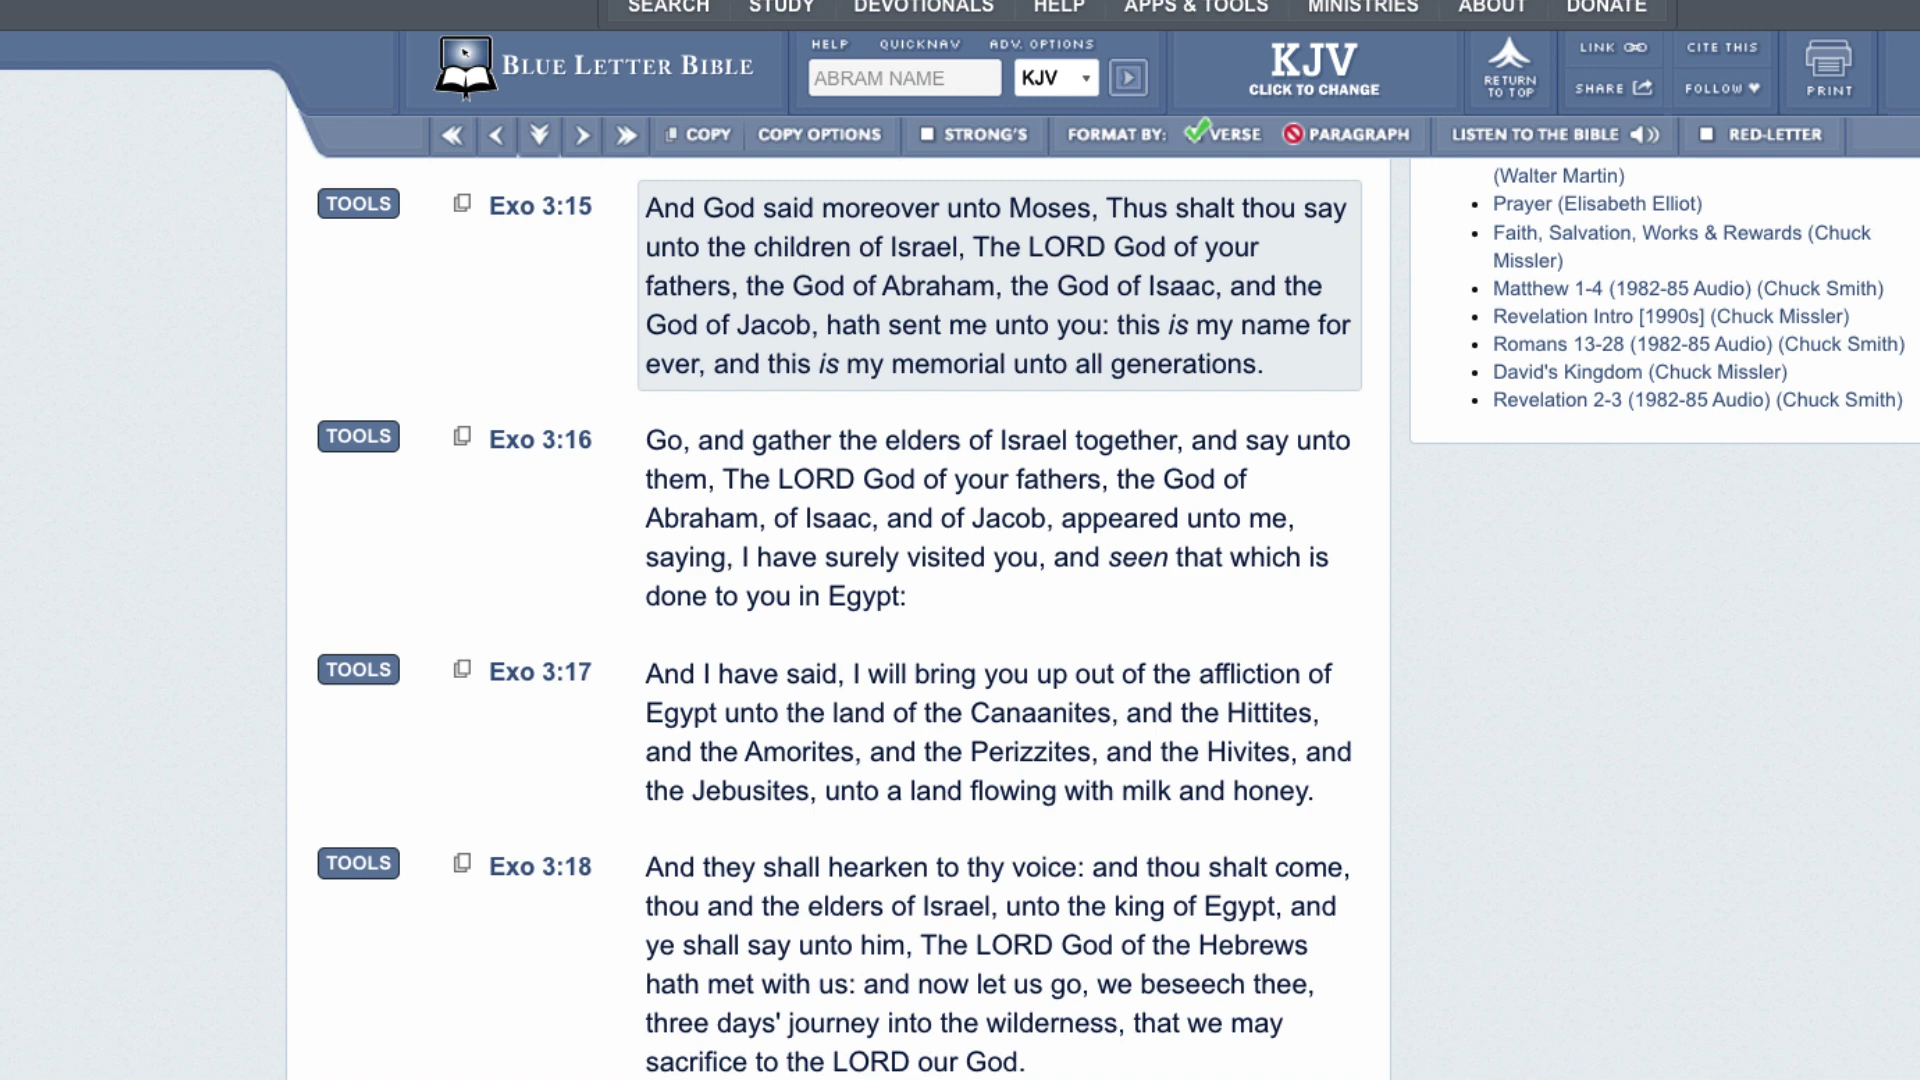 SEARCH STUDY DEVOTIONALS HELP APPS & TOOLS MINISTRIES ABOUT DONATE
BLUE LETTER BIBLE
HELP QUICKNAV ADV. OPTIONS
ABRAM NAME KJV
KJV
CLICK TO CHANGE
RETURN
TO TOP
LINK
SHARE
CITE THIS
FOLLOW
PRINT
COPY COPY OPTIONS STRONG'S FORMAT BY: VERSE PARAGRAPH LISTEN TO THE BIBLE RED-LETTER
TOOLS Exo 3:15
And God said moreover unto Moses, Thus shalt thou say
unto the children of Israel, The LORD God of your
fathers, the God of Abraham, the God of Isaac, and the
God of Jacob, hath sent me unto you: this is my name for
ever, and this is my memorial unto all generations.
TOOLS Exo 3:16
Go, and gather the elders of Israel together, and say unto
them, The LORD God of your fathers, the God of
Abraham, of Isaac, and of Jacob, appeared unto me,
saying, I have surely visited you, and seen that which is
done to you in Egypt:
TOOLS Exo 3:17
And I have said, I will bring you up out of the affliction of
Egypt unto the land of the Canaanites, and the Hittites,
and the Amorites, and the Perizzites, and the Hivites, and
the Jebusites, unto a land flowing with milk and honey.
TOOLS Exo 3:18
And they shall hearken to thy voice: and thou shalt come,
thou and the elders of Israel, unto the king of Egypt, and
ye shall say unto him, The LORD God of the Hebrews
hath met with us: and now let us go, we beseech thee,
three days' journey into the wilderness, that we may
sacrifice to the LORD our God.
(Walter Martin)
Prayer (Elisabeth Elliot)
Faith, Salvation, Works & Rewards (Chuck
Missler)
Matthew 1-4 (1982-85 Audio) (Chuck Smith)
Revelation Intro [1990s] (Chuck Missler)
Romans 13-28 (1982-85 Audio) (Chuck Smith)
David's Kingdom (Chuck Missler)
Revelation 2-3 (1982-85 Audio) (Chuck Smith)